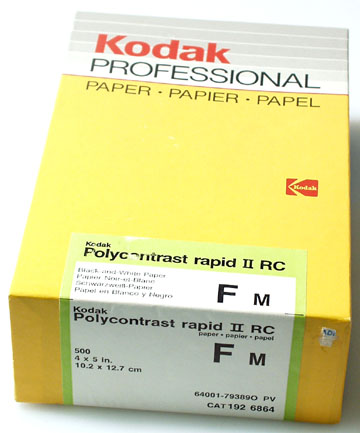 Kodak
PROFESSIONAL
PAPER · PAPIER · PAPEL
Kodak
Kodak
Polycontrast rapid II RC
Black-and-White Paper
Papier Noir-et-Blanc
Schwarzweiß-Papier
Papel en Blanco y Negro
F M
Kodak
Polycontrast rapid II RC
paper · papier · papel
F M
500
4 x 5 in.
10.2 x 12.7 cm
64001-79389O PV
CAT 192 6864